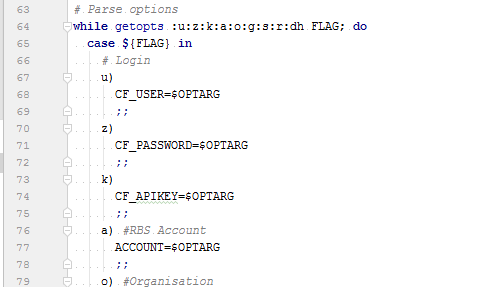 63 # Parse options
64 while getopts :u:z:k:a:o:g:s:r:dh FLAG; do
65 case ${FLAG} in
66 # Login
67 u)
68 CF_USER=$OPTARG
69 ;;
70 z)
71 CF_PASSWORD=$OPTARG
72 ;;
73 k)
74 CF_APIKEY=$OPTARG
75 ;;
76 a) #RBS Account
77 ACCOUNT=$OPTARG
78 ;;
79 o) #Organisation